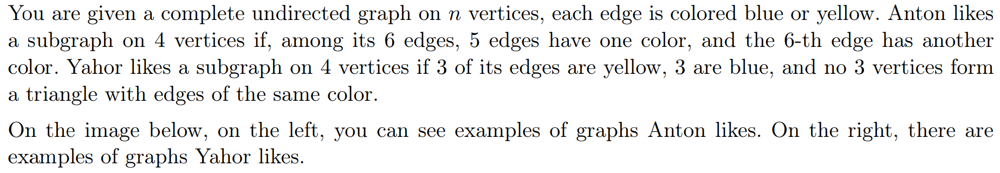 You are given a complete undirected graph on n vertices, each edge is colored blue or yellow. Anton likes
a subgraph on 4 vertices if, among its 6 edges, 5 edges have one color, and the 6-th edge has another
color. Yahor likes a subgraph on 4 vertices if 3 of its edges are yellow, 3 are blue, and no 3 vertices form
a triangle with edges of the same color.
On the image below, on the left, you can see examples of graphs Anton likes. On the right, there are
examples of graphs Yahor likes.